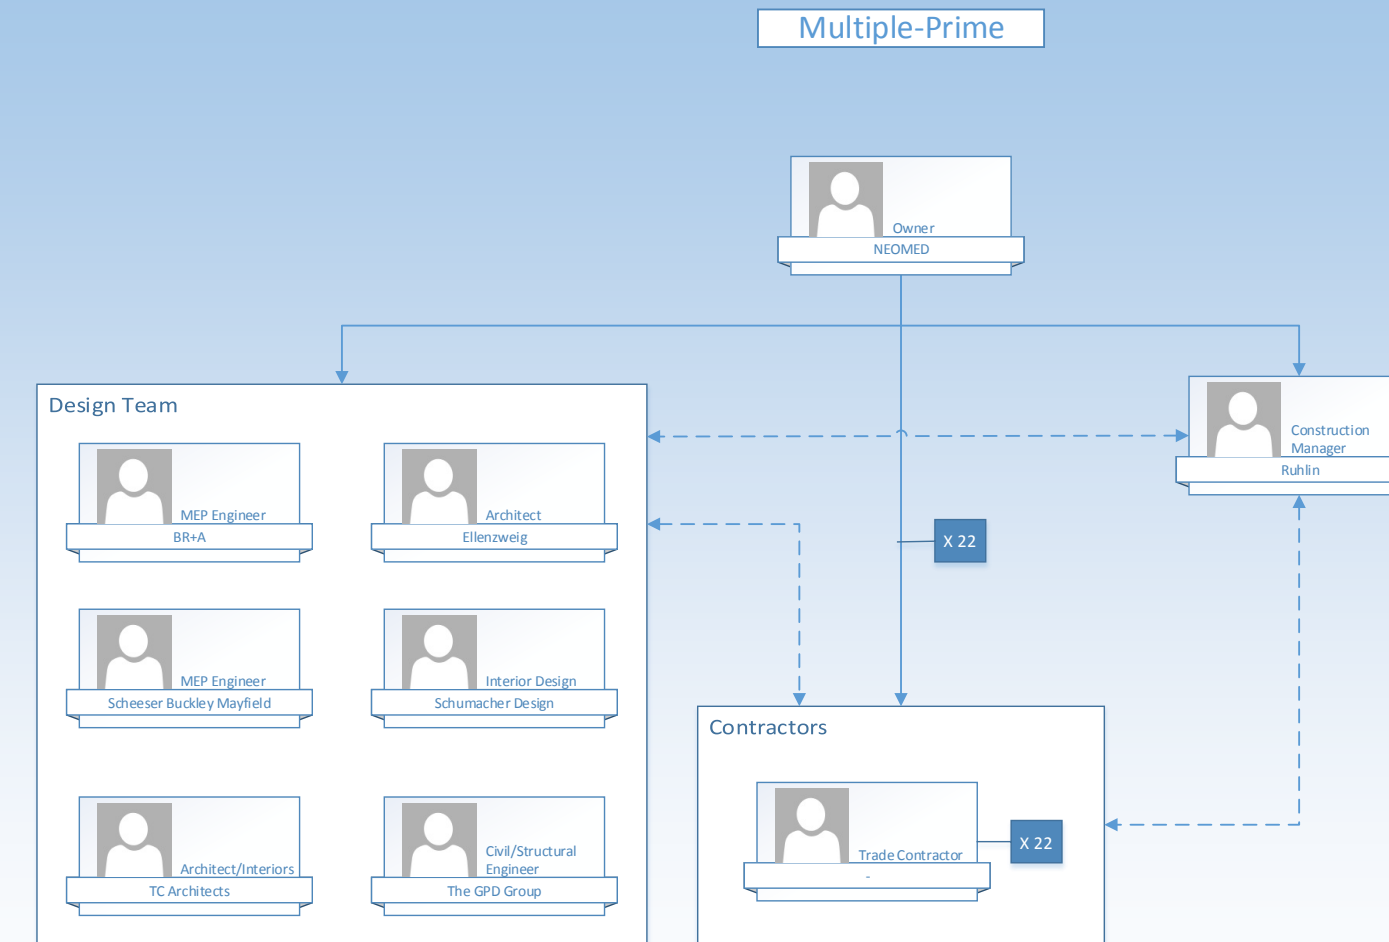 Multiple-Prime
Owner
NEOMED
Design Team
Construction
Manager
Ruhlin
MEP Engineer
BR+A
Architect
Ellenzweig
X 22
MEP Engineer
Scheeser Buckley Mayfield
Interior Design
Schumacher Design
Contractors
Architect/Interiors
TC Architects
Civil/Structural
Engineer
The GPD Group
Trade Contractor
-
X 22